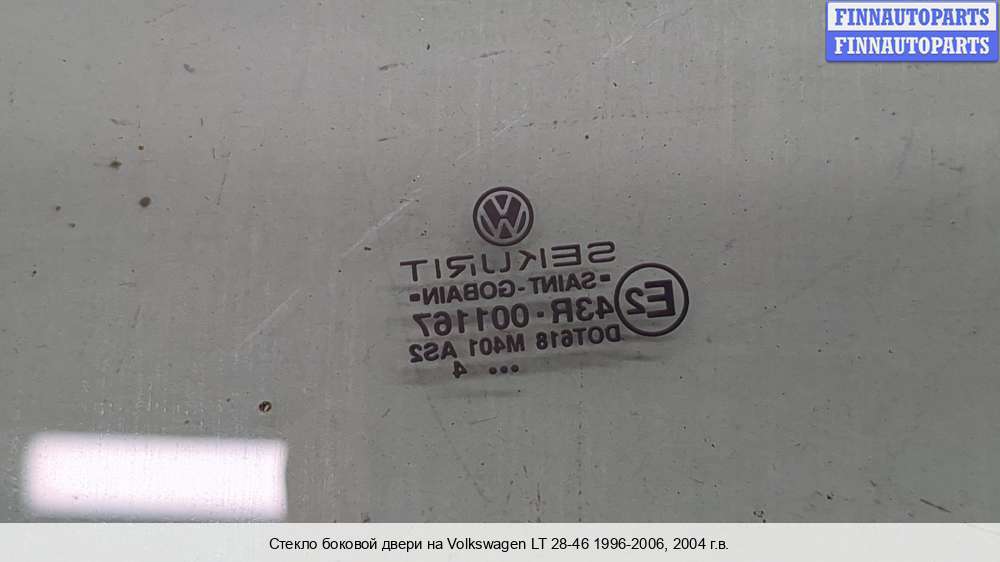 FINNAUTOPARTS
FINNAUTOPARTS
SEKURIT
SAINT-GOBAIN
E2
43R-001167
DOT618 M401 AS2
... 4
Стекло боковой двери на Volkswagen LT 28-46 1996-2006, 2004 г.в.